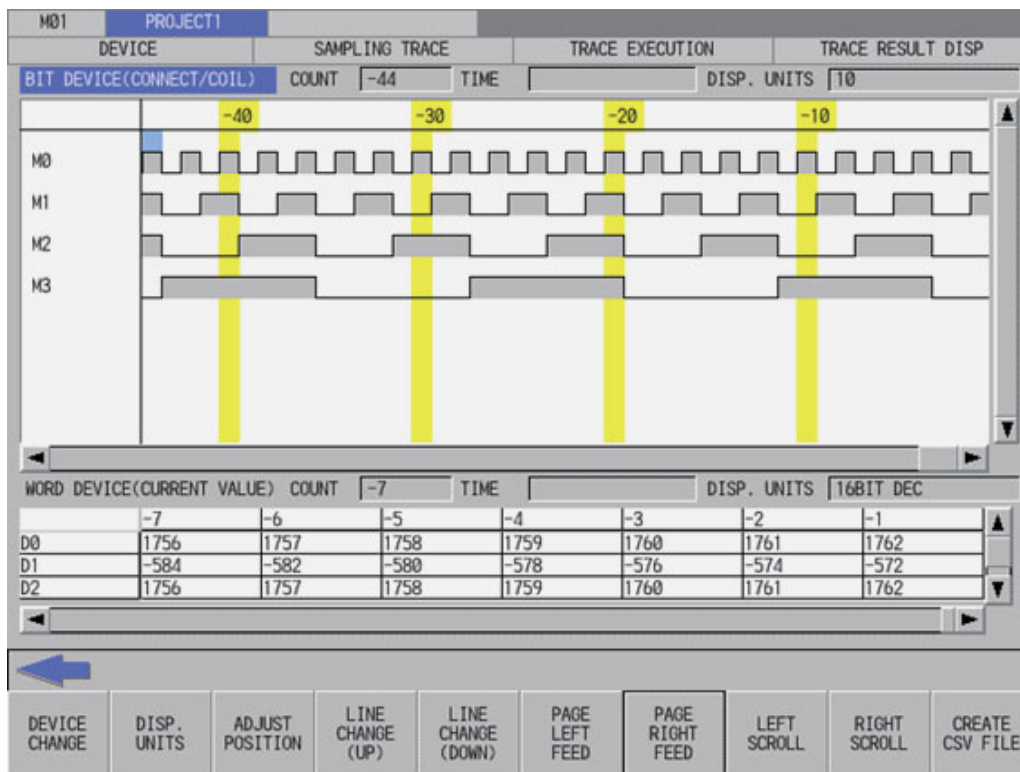 M01 PROJECT1
DEVICE SAMPLING TRACE TRACE EXECUTION TRACE RESULT DISP
BIT DEVICE(CONNECT/COIL) COUNT -44 TIME DISP. UNITS 10
-40 -30 -20 -10
M0
M1
M2
M3
WORD DEVICE(CURRENT VALUE) COUNT -7 TIME DISP. UNITS 16BIT DEC
-7 -6 -5 -4 -3 -2 -1
D0 1756 1757 1758 1759 1760 1761 1762
D1 -584 -582 -580 -578 -576 -574 -572
D2 1756 1757 1758 1759 1760 1761 1762
DEVICE CHANGE
DISP. UNITS
ADJUST POSITION
LINE CHANGE (UP)
LINE CHANGE (DOWN)
PAGE LEFT FEED
PAGE RIGHT FEED
LEFT SCROLL
RIGHT SCROLL
CREATE CSV FILE